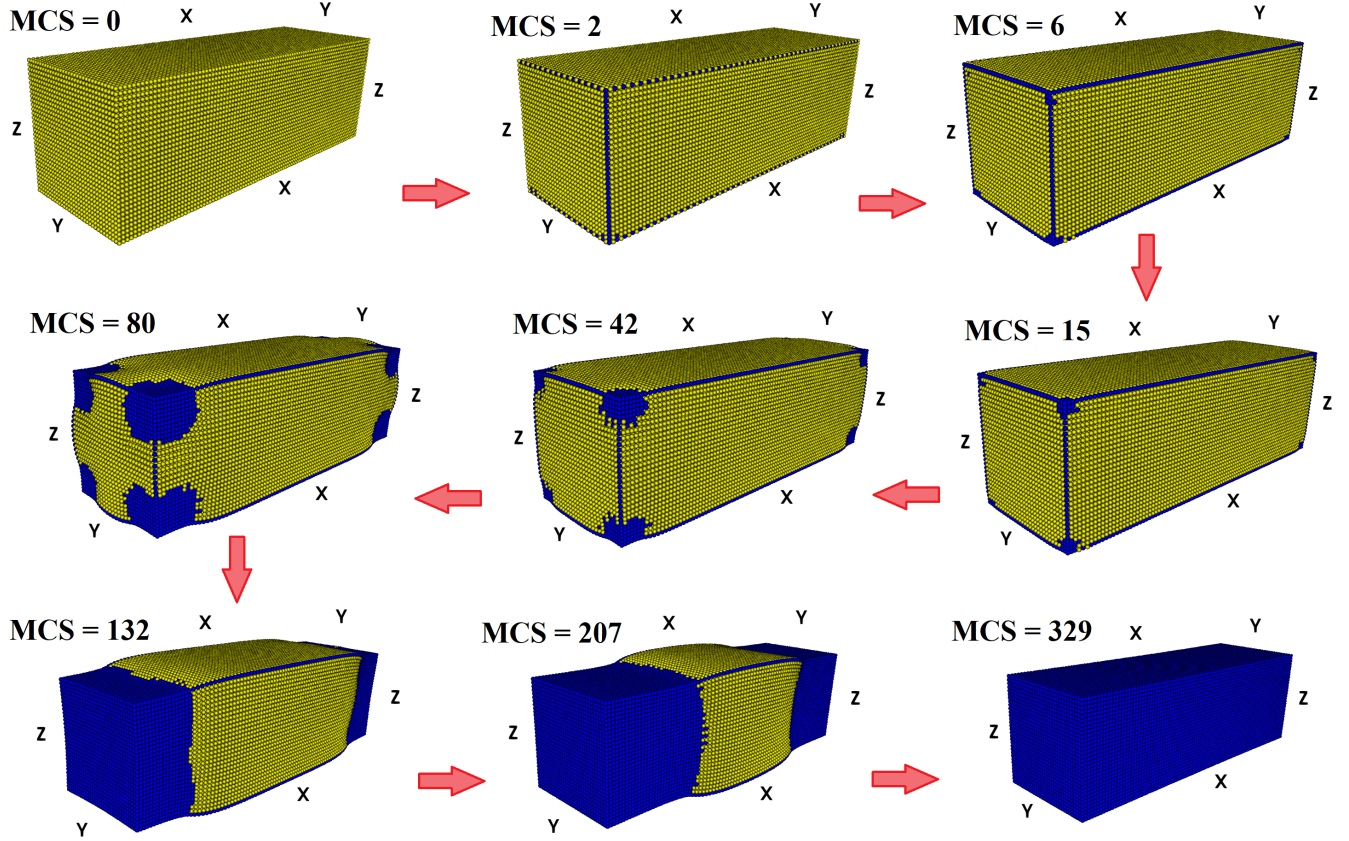 MCS = 0
X
Y
Z
Z
Y
X
MCS = 2
X
Y
Z
Z
Y
X
MCS = 6
X
Y
Z
Z
Y
X
MCS = 15
X
Y
Z
Z
Y
X
MCS = 42
X
Y
Z
Z
Y
X
MCS = 80
X
Y
Z
Z
Y
X
MCS = 132
X
Y
Z
Z
Y
X
MCS = 207
X
Y
Z
Z
Y
X
MCS = 329
X
Y
Z
Z
Y
X